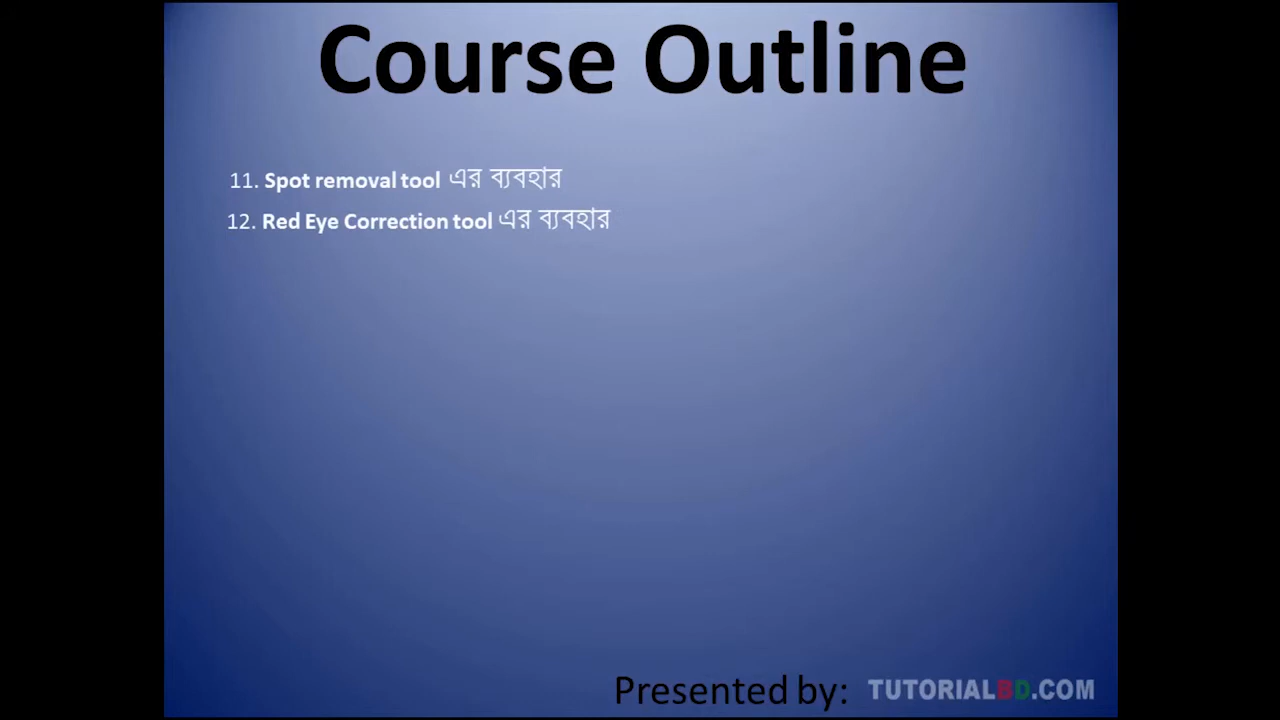 Course Outline
11. Spot removal tool এর ব্যবহার
12. Red Eye Correction tool এর ব্যবহার
Presented by: TUTORIALBD.COM